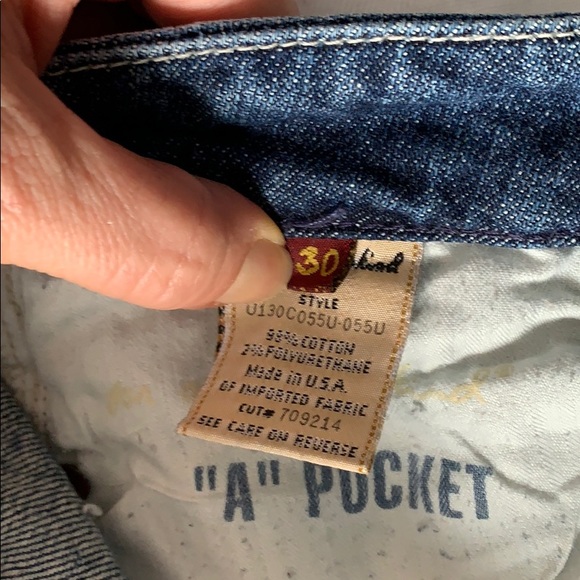 30
STYLE
U130C055U-055U
98% COTTON
2% POLYURETHANE
Made in U.S.A.
OF IMPORTED FABRIC
CUT# 709214
SEE CARE ON REVERSE
"A" POCKET